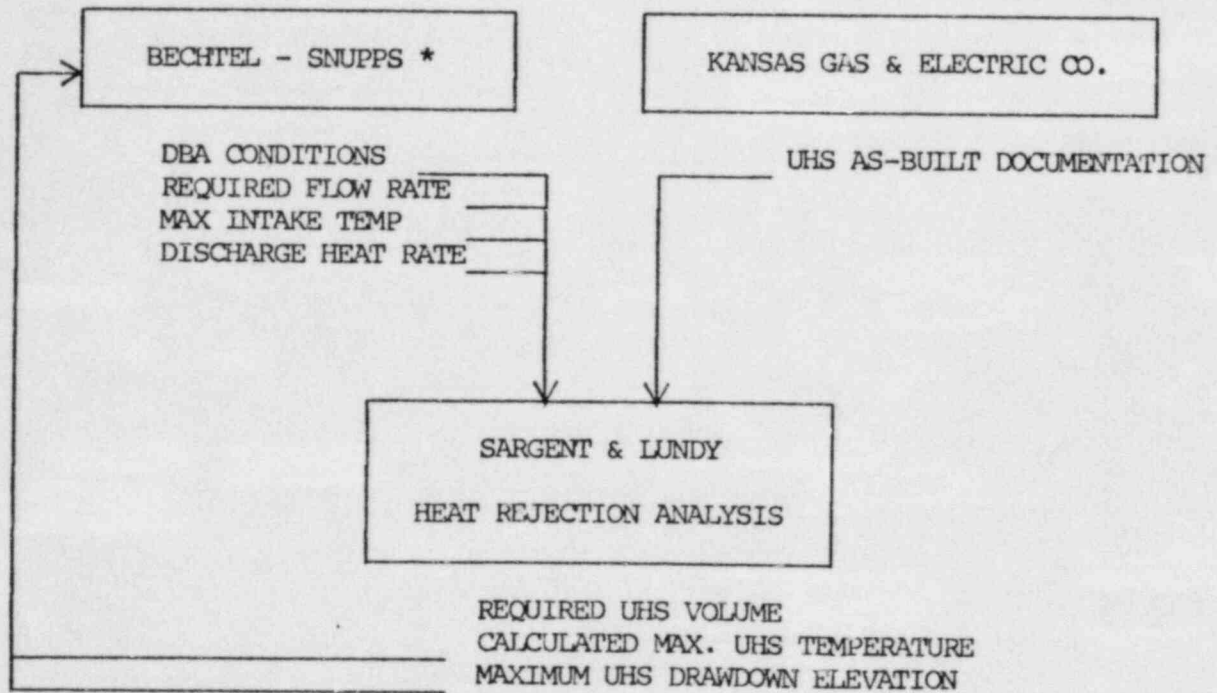 BECHTEL - SNUPPS *
KANSAS GAS & ELECTRIC CO.
DBA CONDITIONS
REQUIRED FLOW RATE
MAX INTAKE TEMP
DISCHARGE HEAT RATE
UHS AS-BUILT DOCUMENTATION
SARGENT & LUNDY
HEAT REJECTION ANALYSIS
REQUIRED UHS VOLUME
CALCULATED MAX. UHS TEMPERATURE
MAXIMUM UHS DRAWDOWN ELEVATION